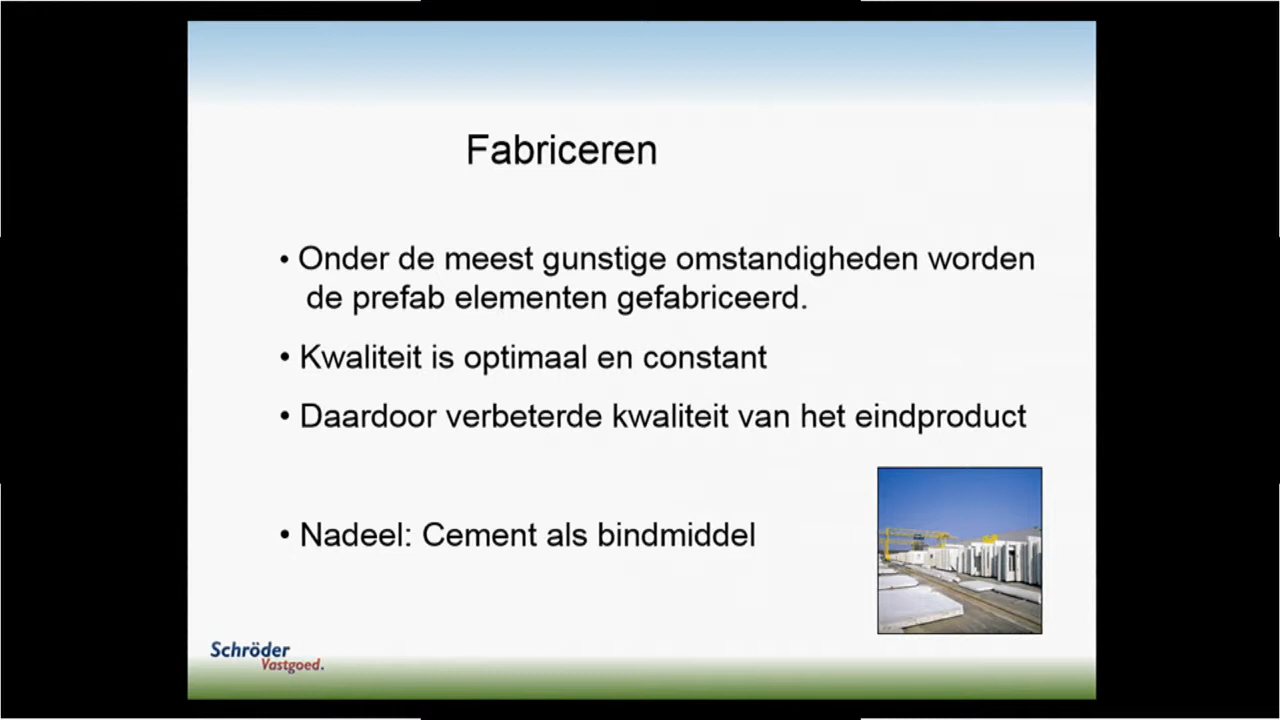 Fabriceren
• Onder de meest gunstige omstandigheden worden
de prefab elementen gefabriceerd.
• Kwaliteit is optimaal en constant
• Daardoor verbeterde kwaliteit van het eindproduct
• Nadeel: Cement als bindmiddel
Schröder
Vastgoed.